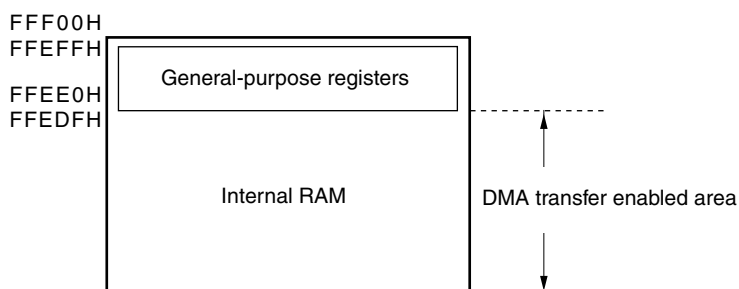 FFF00H
FFEFFH
General-purpose registers
FFEE0H
FFEDFH
Internal RAM
DMA transfer enabled area